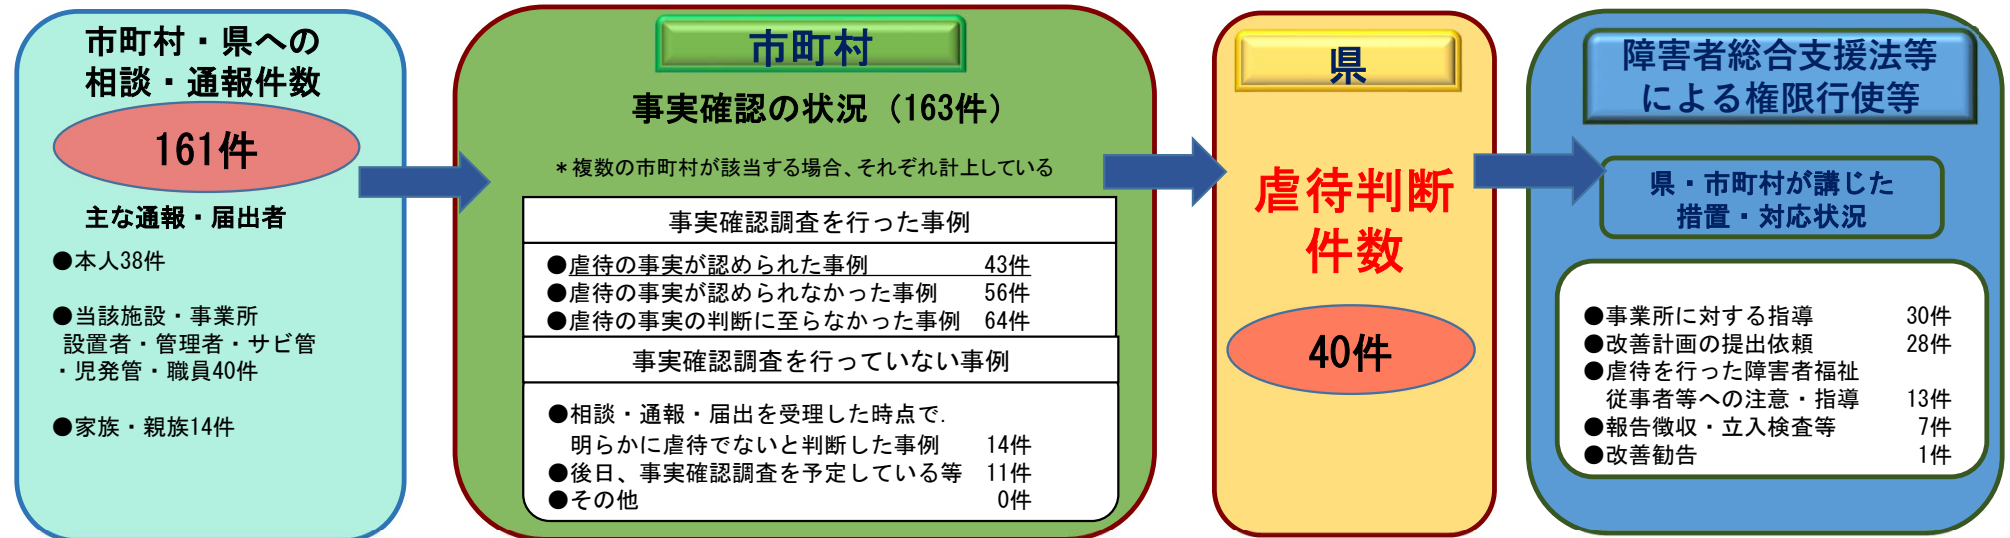 市町村・県への
相談・通報件数
161件
主な通報・届出者
●本人38件
●当該施設・事業所
設置者・管理者・サビ管
・児発管・職員40件
●家族・親族14件
市町村
事実確認の状況（163件）
＊複数の市町村が該当する場合、それぞれ計上している
事実確認調査を行った事例
●虐待の事実が認められた事例 43件
●虐待の事実が認められなかった事例 56件
●虐待の事実の判断に至らなかった事例 64件
事実確認調査を行っていない事例
●相談・通報・届出を受理した時点で.
明らかに虐待でないと判断した事例 14件
●後日、事実確認調査を予定している等 11件
●その他 0件
県
虐待判断
件数
40件
障害者総合支援法等
による権限行使等
県・市町村が講じた
措置・対応状況
●事業所に対する指導 30件
●改善計画の提出依頼 28件
●虐待を行った障害者福祉
従事者等への注意・指導 13件
●報告徴収・立入検査等 7件
●改善勧告 1件